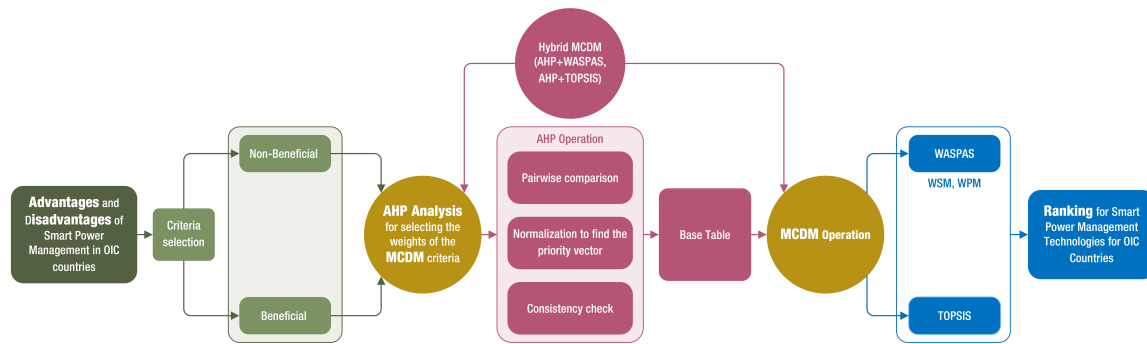 Hybrid MCDM
(AHP+WASPAS,
AHP+TOPSIS)
Advantages and
Disadvantages of
Smart Power
Management in OIC
countries
Criteria
selection
Non-Beneficial
Beneficial
AHP Analysis
for selecting the
weights of the
MCDM criteria
AHP Operation
Pairwise comparison
Normalization to find the
priority vector
Consistency check
Base Table
MCDM Operation
WASPAS
WSM, WPM
TOPSIS
Ranking for Smart
Power Management
Technologies for OIC
Countries